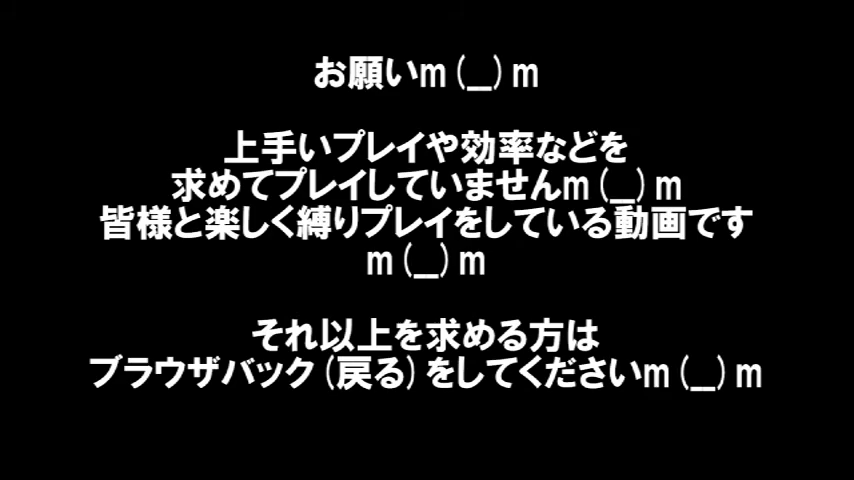 お願いm(__)m
上手いプレイや効率などを
求めてプレイしていませんm(__)m
皆様と楽しく縛りプレイをしている動画です
m(__)m
それ以上を求める方は
ブラウザバック(戻る)をしてくださいm(__)m